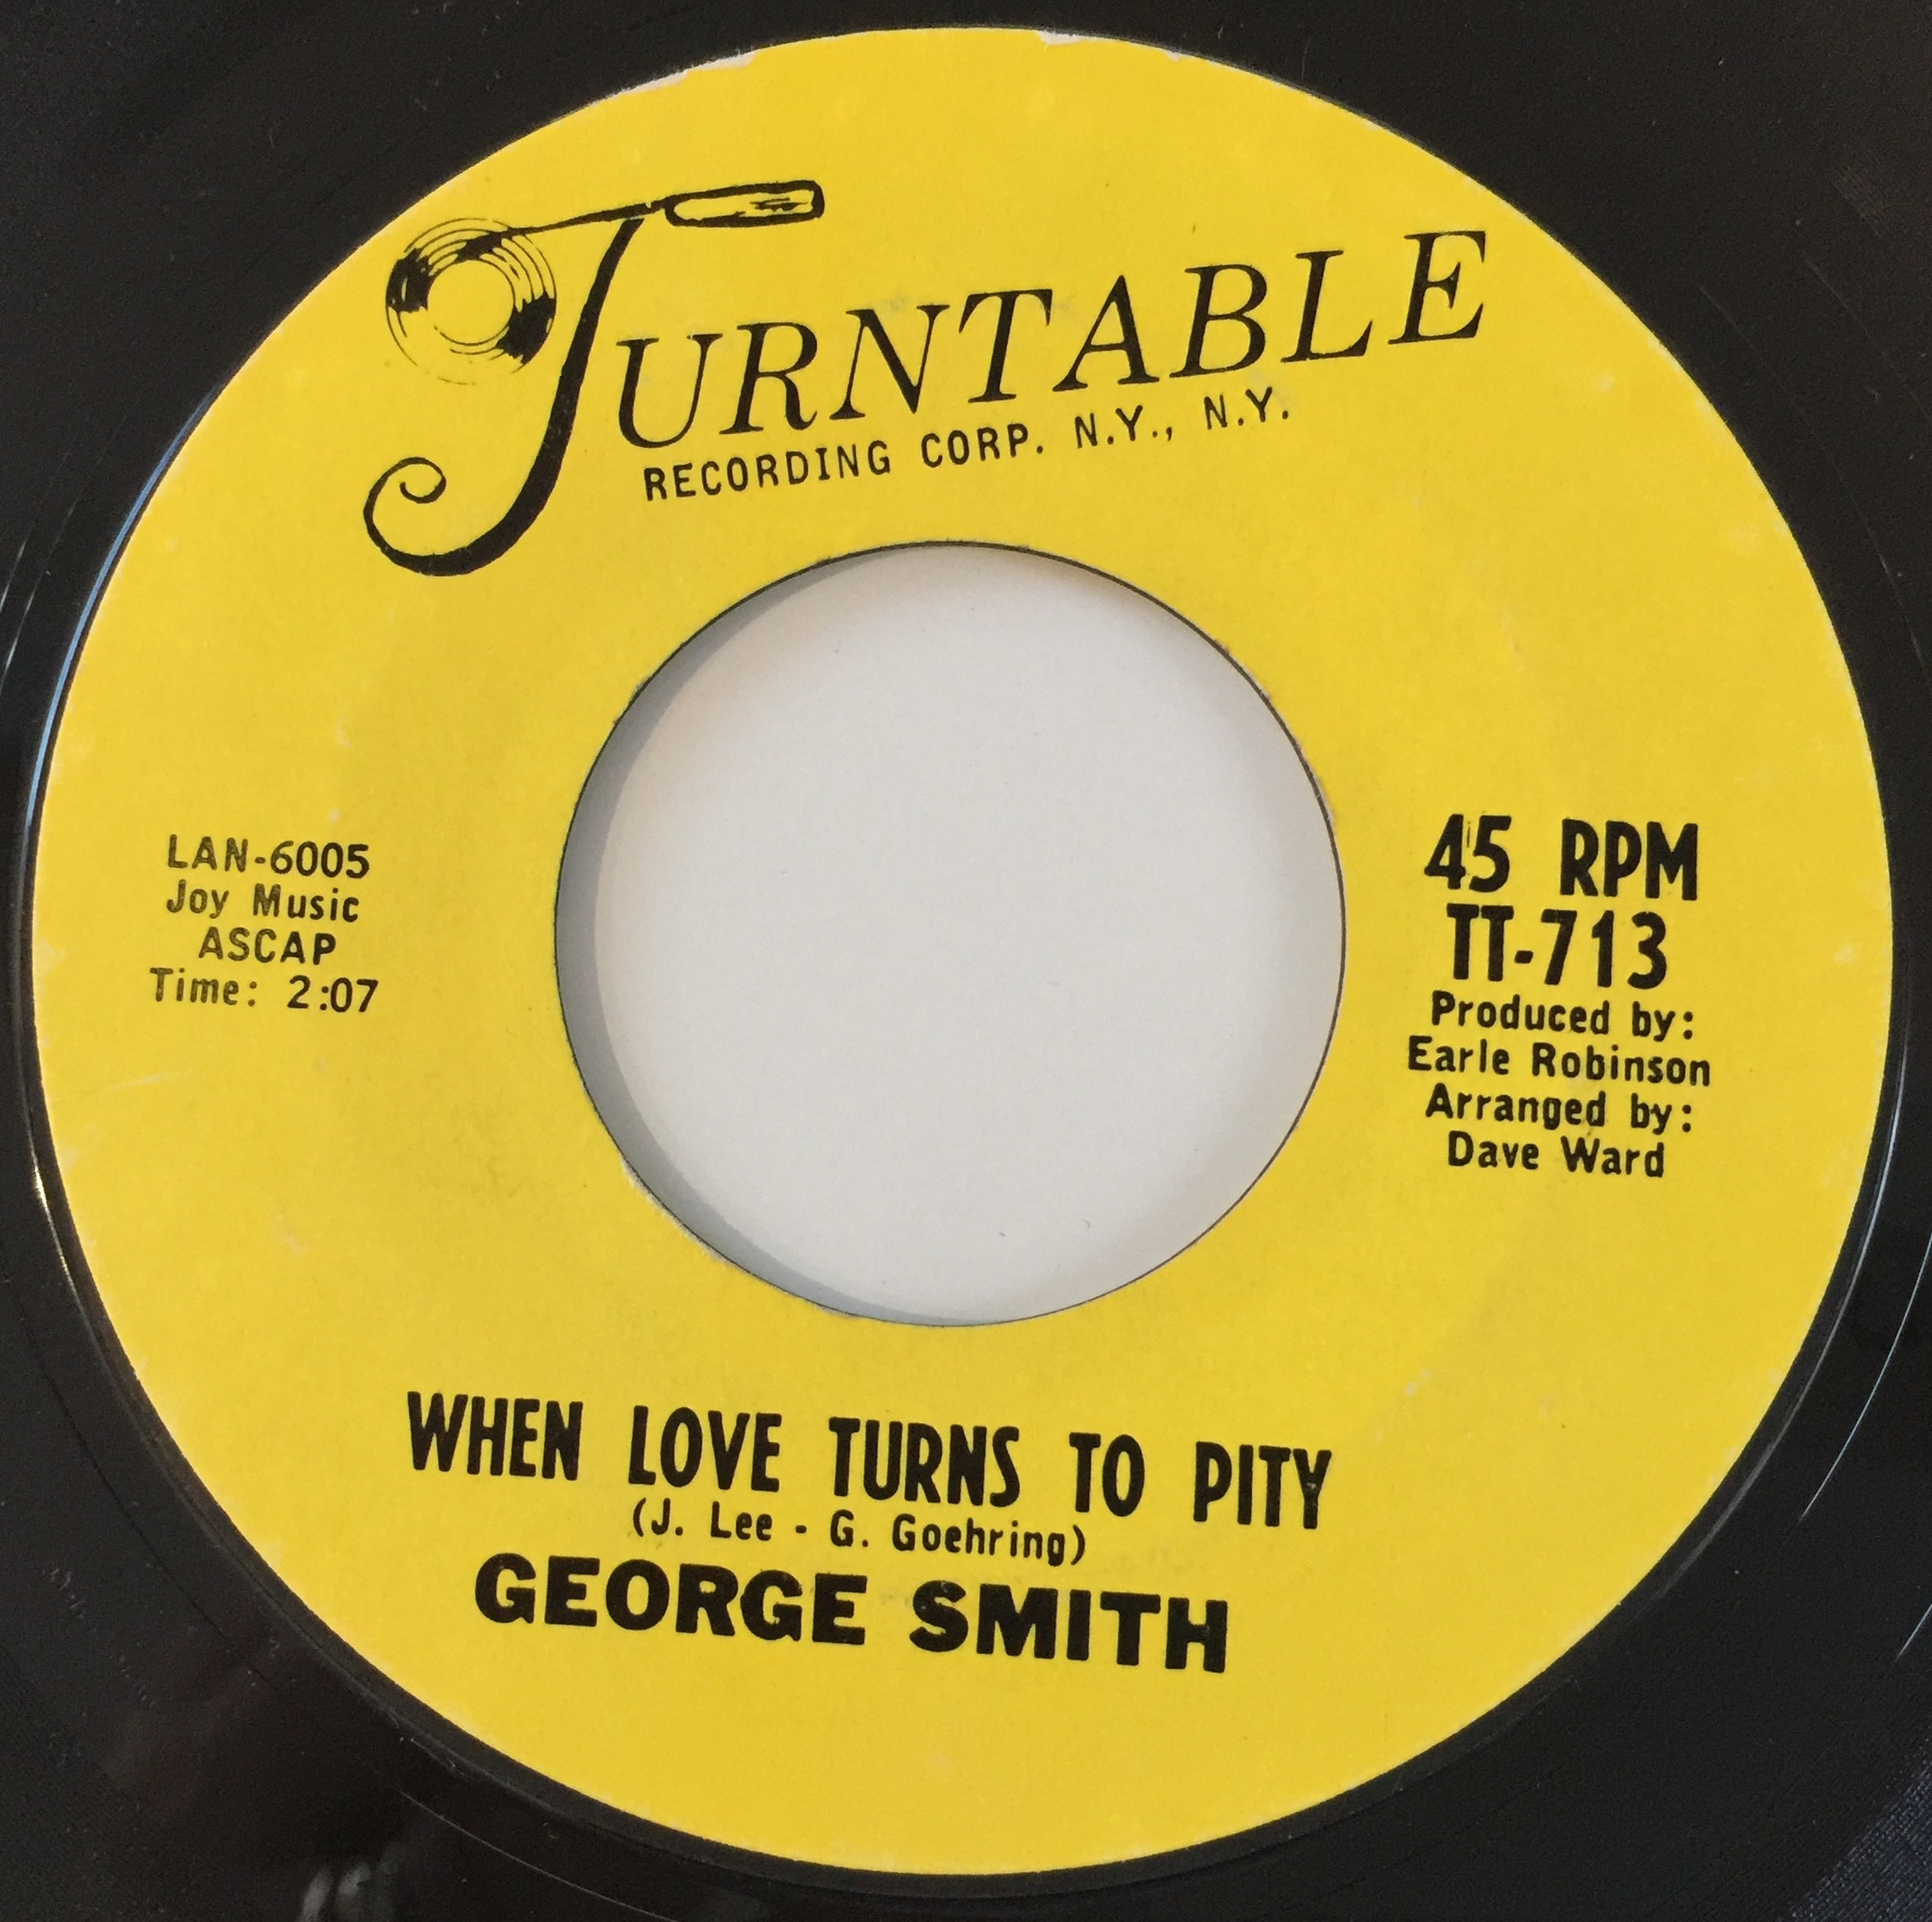 TURNTABLE
RECORDING CORP. N.Y., N.Y.
LAN-6005
Joy Music
ASCAP
Time: 2:07
45 RPM
TT-713
Produced by:
Earle Robinson
Arranged by:
Dave Ward
WHEN LOVE TURNS TO PITY
(J. Lee - G. Goehring)
GEORGE SMITH